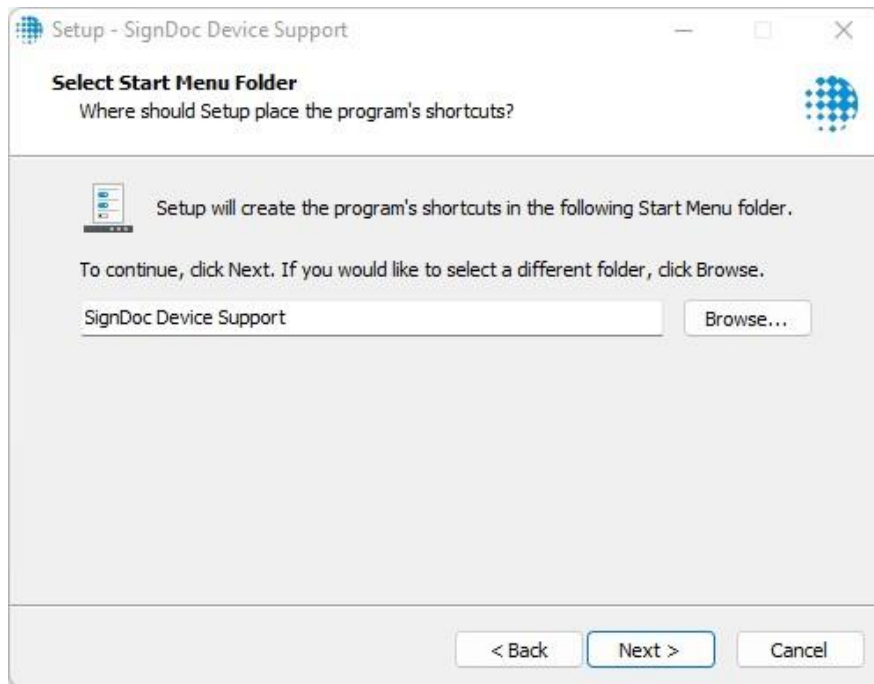 Setup - SignDoc Device Support
Select Start Menu Folder
Where should Setup place the program's shortcuts?
Setup will create the program's shortcuts in the following Start Menu folder.
To continue, click Next. If you would like to select a different folder, click Browse.
SignDoc Device Support
Browse...
< Back
Next >
Cancel